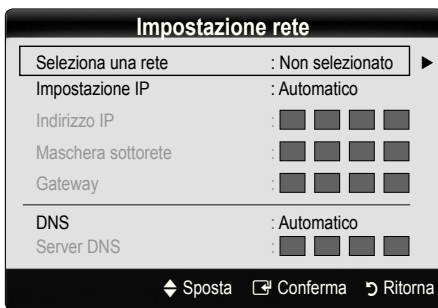 Impostazione rete
Seleziona una rete : Non selezionato ►
Impostazione IP : Automatico
Indirizzo IP :
Maschera sottorete :
Gateway :
DNS : Automatico
Server DNS :
Sposta Conferma Ritorna